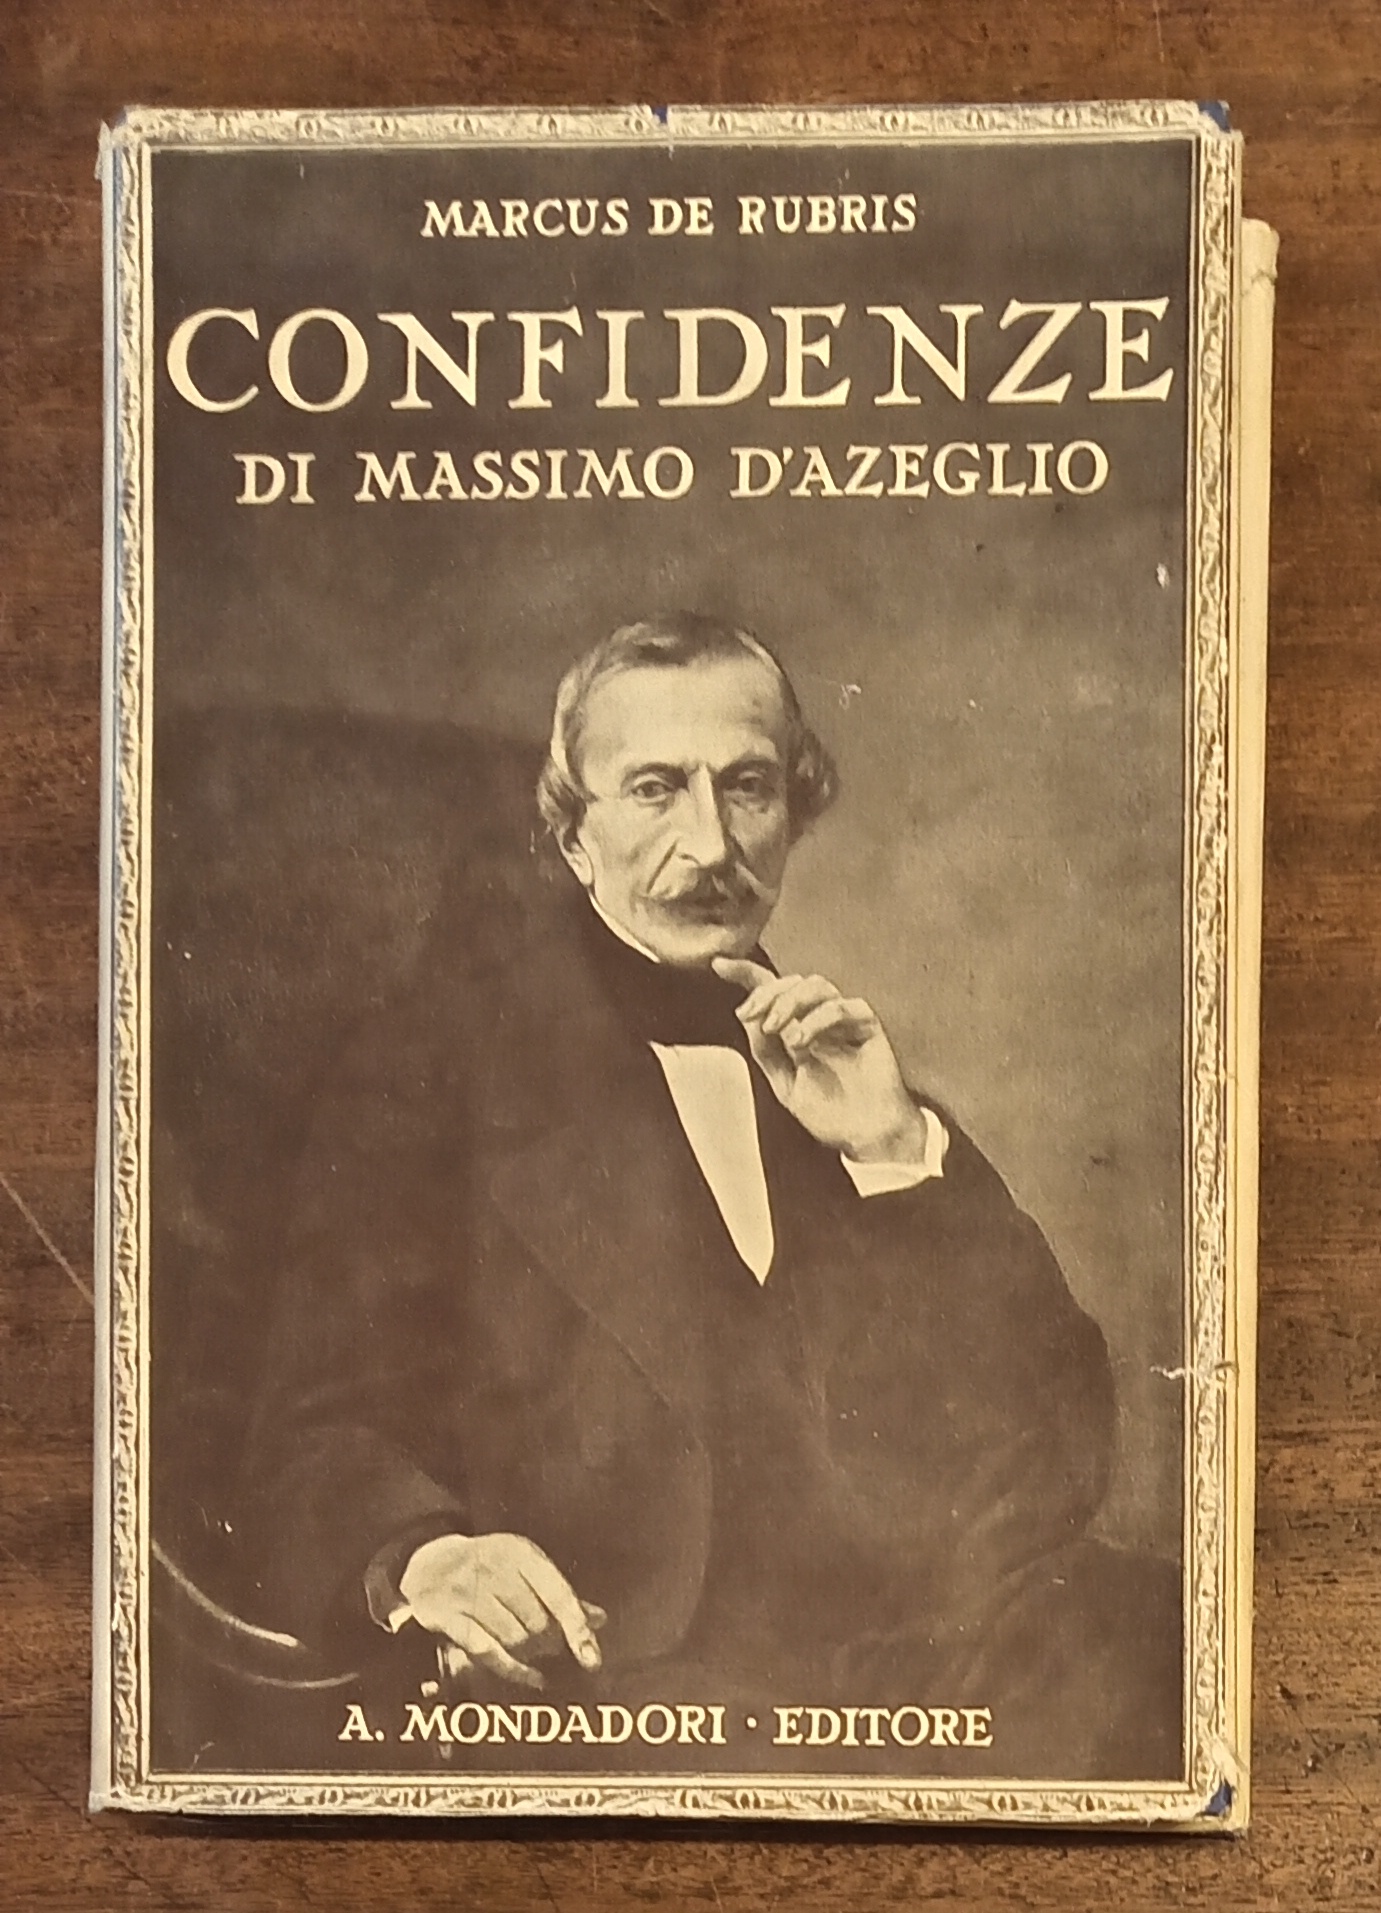 MARCUS DE RUBRIS
CONFIDENZE
DI MASSIMO D'AZEGLIO
A. MONDADORI · EDITORE